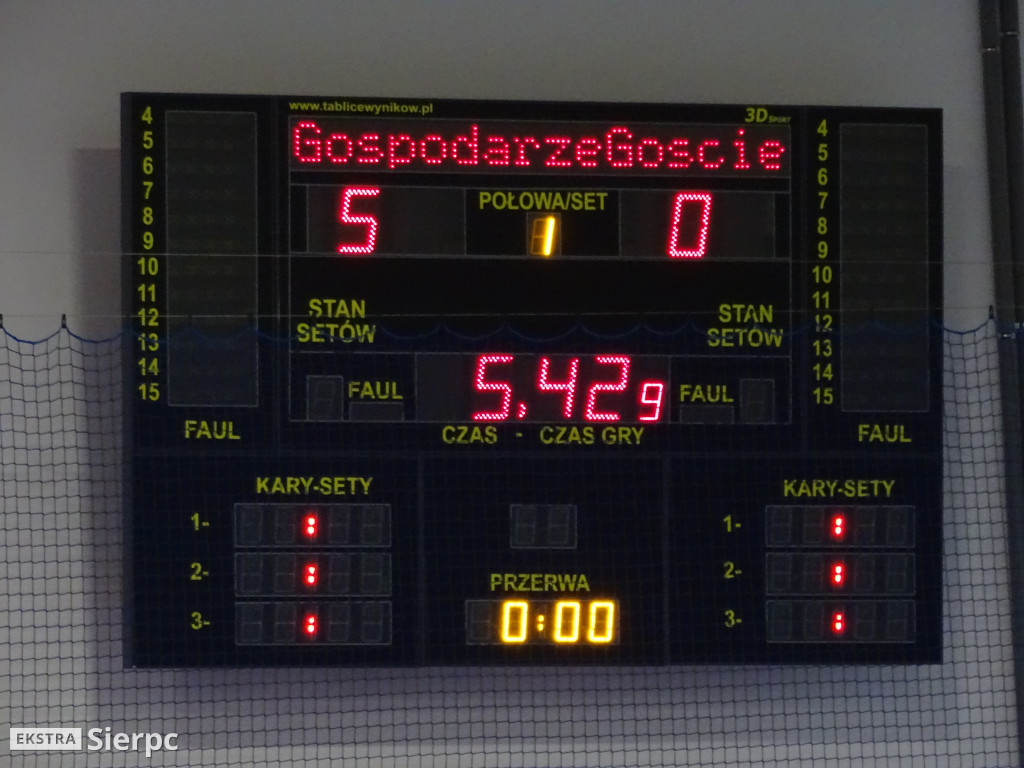 www.tablicewynikow.pl 3D SPORT
GospodarzeGoscie
5 POŁOWA/SET 0
1
4
5
6
7
8
9
10
11
12
13
14
15
FAUL
4
5
6
7
8
9
10
11
12
13
14
15
FAUL
STAN SETÓW
STAN SETÓW
FAUL 5,42 9 FAUL
CZAS - CZAS GRY
KARY-SETY
1- :
2- :
3- :
PRZERWA
0:00
KARY-SETY
1- :
2- :
3- :
EKSTRA Sierpc